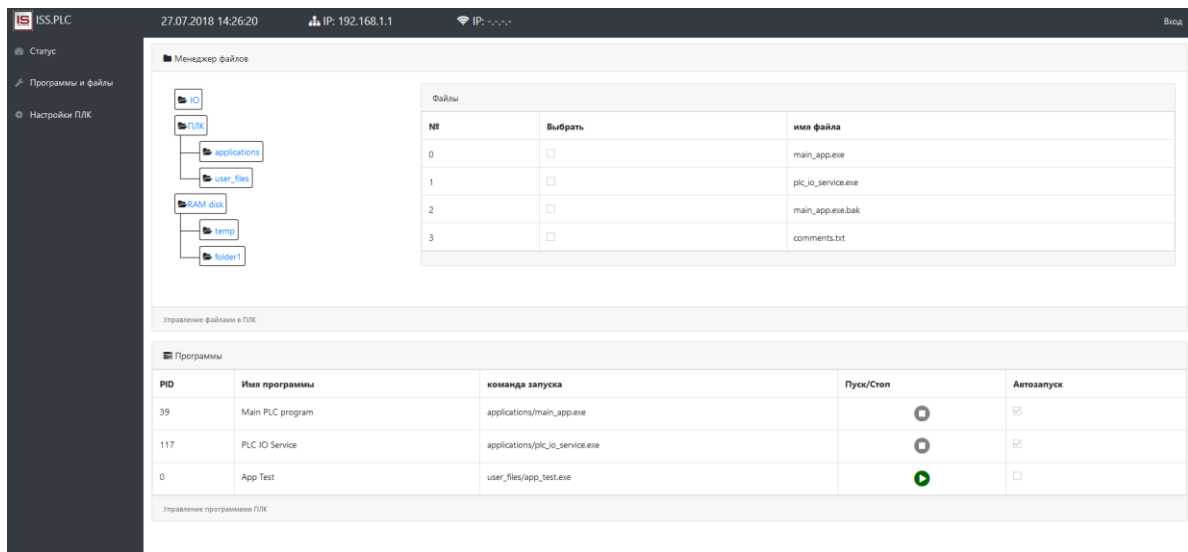 IS ISS.PLC 27.07.2018 14:26:20 IP: 192.168.1.1 IP: -.-.-.- Вход
Статус
Программы и файлы
Настройки ПЛК
Менеджер файлов
IO
ПЛК
applications
user_files
RAM disk
temp
folder1
Файлы
№ Выбрать имя файла
0 main_app.exe
1 plc_io_service.exe
2 main_app.exe.bak
3 comments.txt
Управление файлами в ПЛК
Программы
PID Имя программы команда запуска Пуск/Стоп Автозапуск
39 Main PLC program applications/main_app.exe
117 PLC IO Service applications/plc_io_service.exe
0 App Test user_files/app_test.exe
Управление программами ПЛК